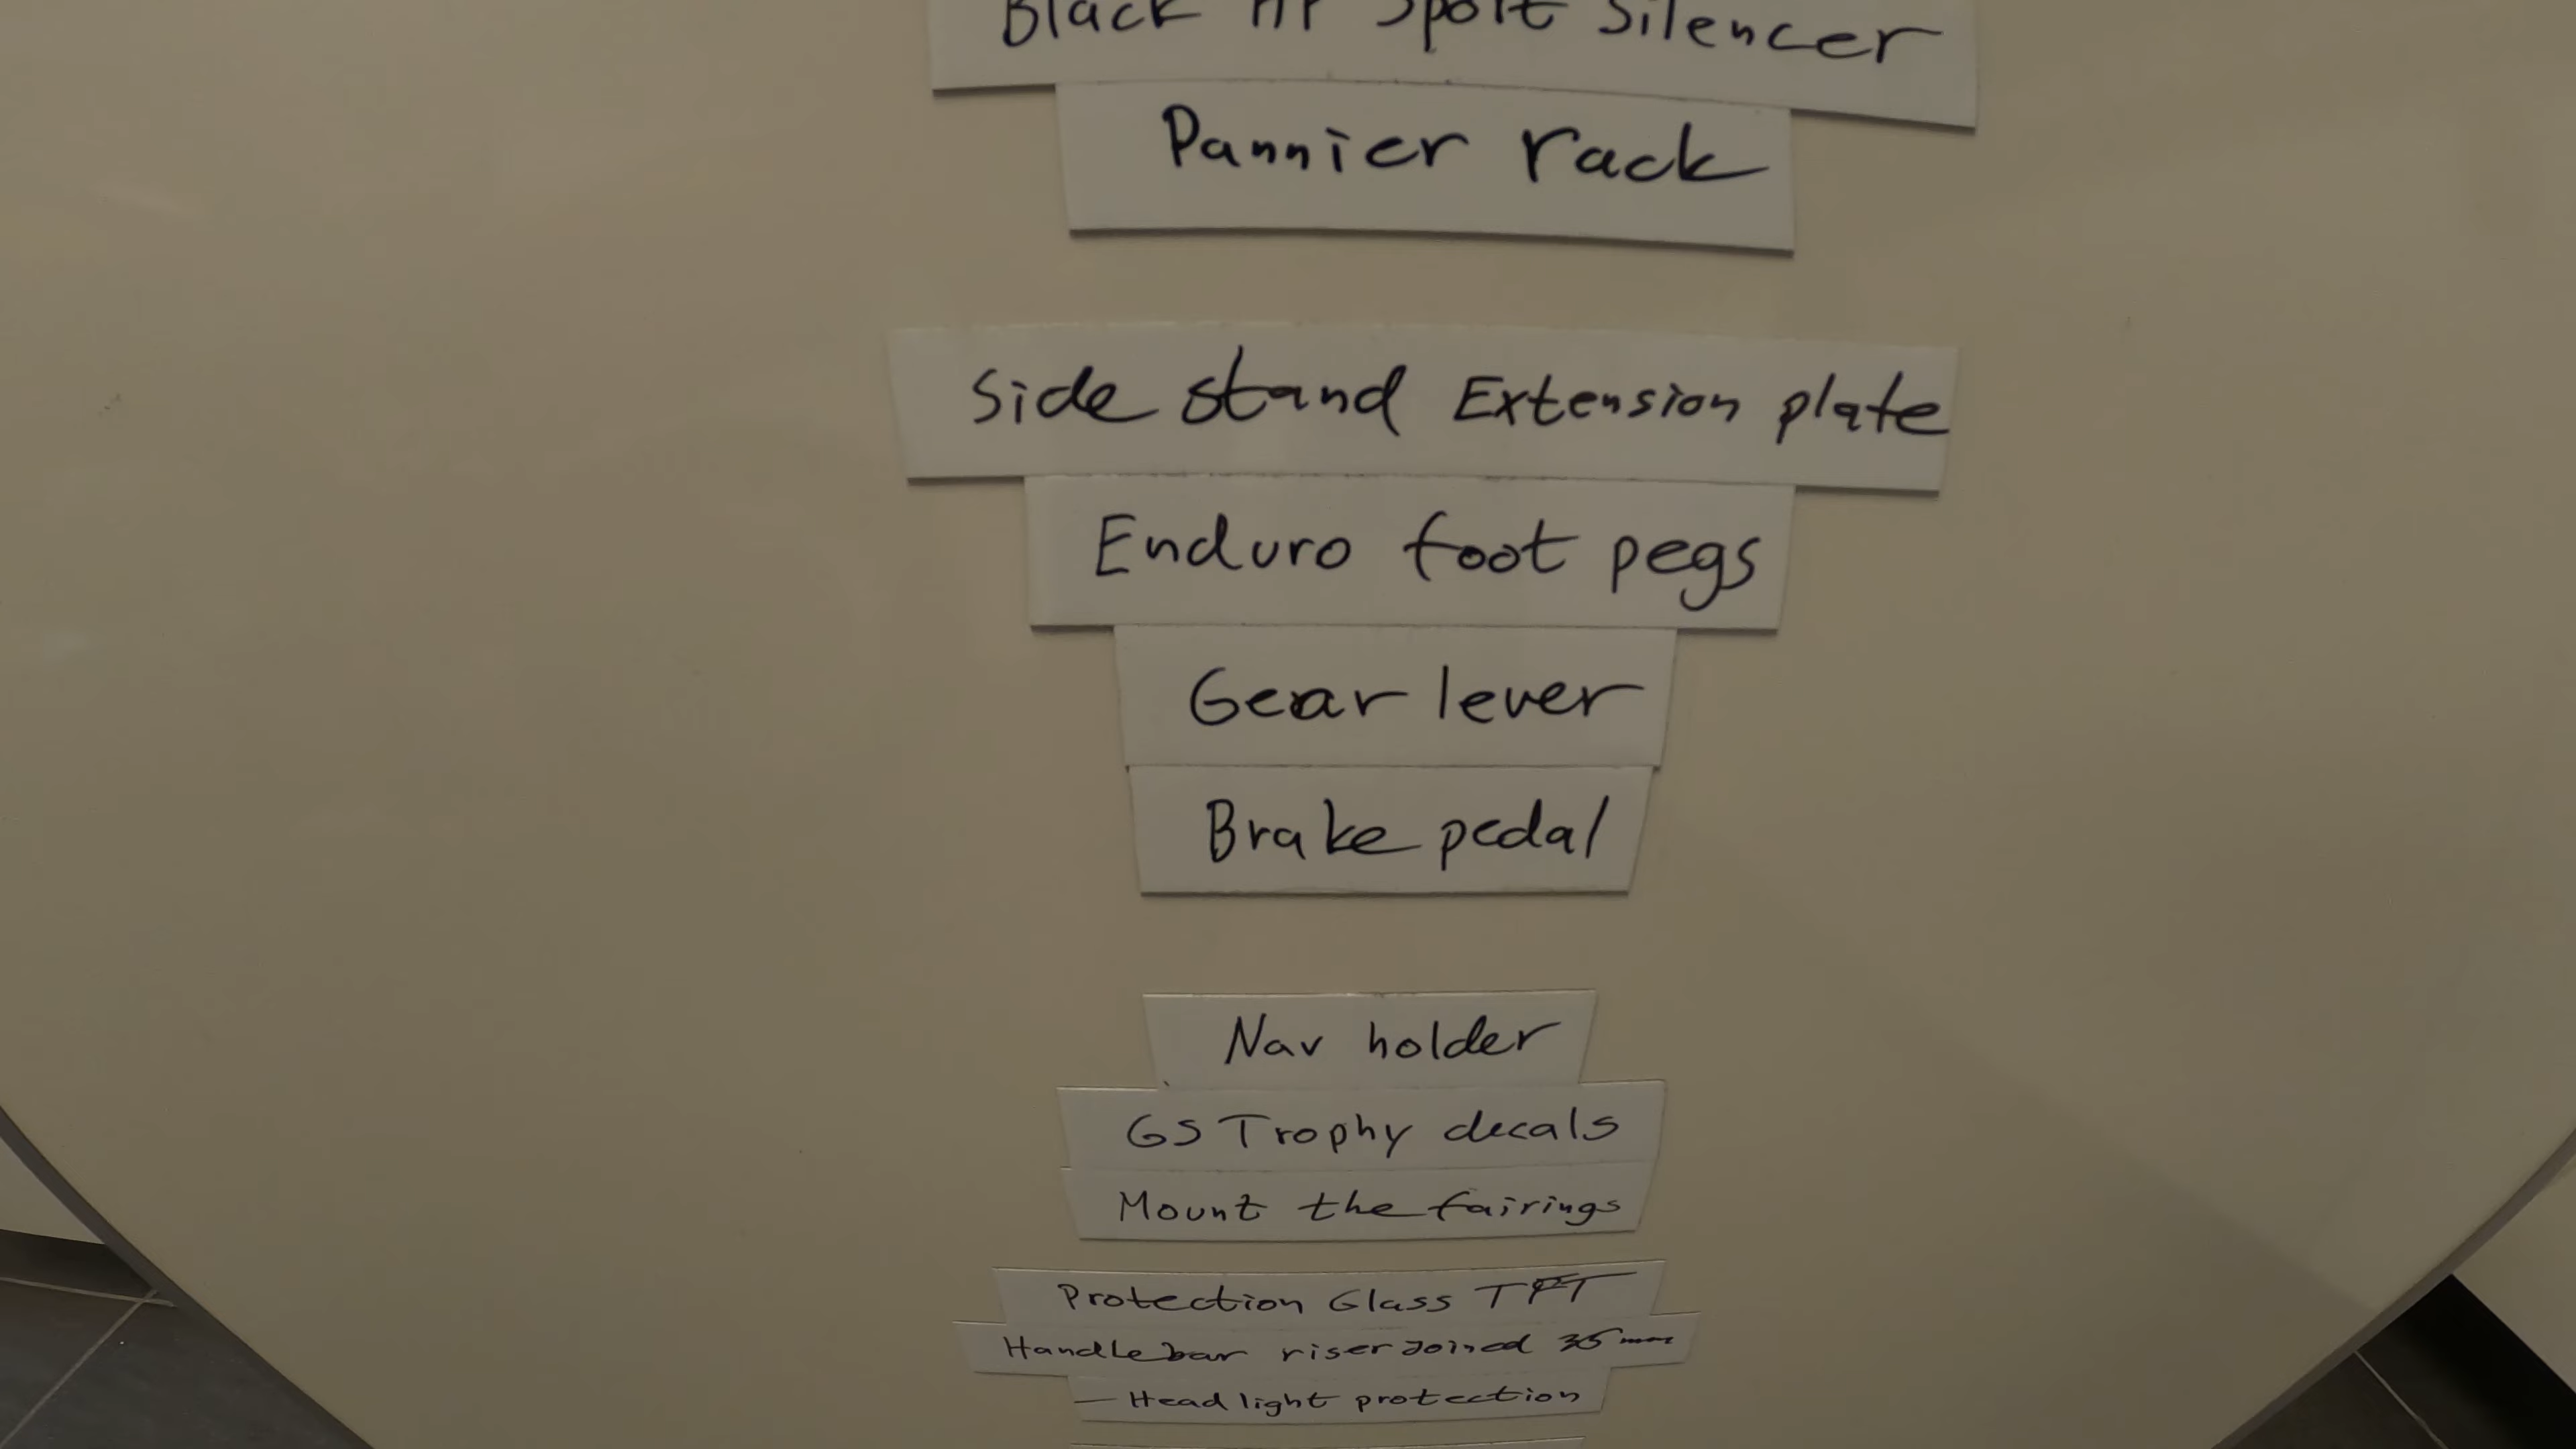 Black HP Sport Silencer
Pannier rack
Side stand Extension plate
Enduro foot pegs
Gear lever
Brake pedal
Nav holder
GS Trophy decals
Mount the fairings
Protection Glass TFT
Handlebar riser joined 35mm
— Head light protection